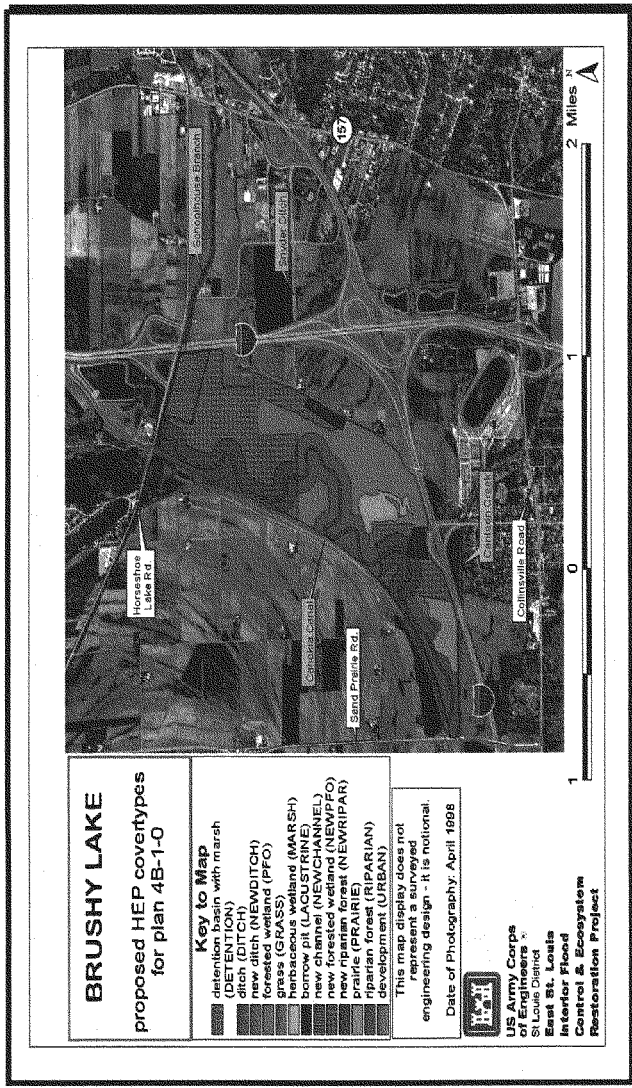 BRUSHY LAKE
proposed HEP covertypes
for plan 4B-1-0
Key to Map
detention basin with marsh
(DETENTION)
ditch (DITCH)
new ditch (NEWDITCH)
forested wetland (PFO)
grass (GRASS)
herbaceous wetland (MARSH)
borrow pit (LACUSTRINE)
new channel (NEWCHANNEL)
new forested wetland (NEWPFO)
new riparian forest (NEWRIPAR)
prairie (PRAIRIE)
riparian forest (RIPARIAN)
development (URBAN)
This map display does not
represent a surveyed
engineering design - it is notional.
Date of Photography: April 1998
US Army Corps
of Engineers
St Louis District
East St. Louis
Interior Flood
Control & Ecosystem
Restoration Project
Horseshoe
Lake Rd.
Schoolhouse Branch
157
Canal
Sand Prairie Rd.
Creek
Collinsville Road
1 0 1 2 Miles
N